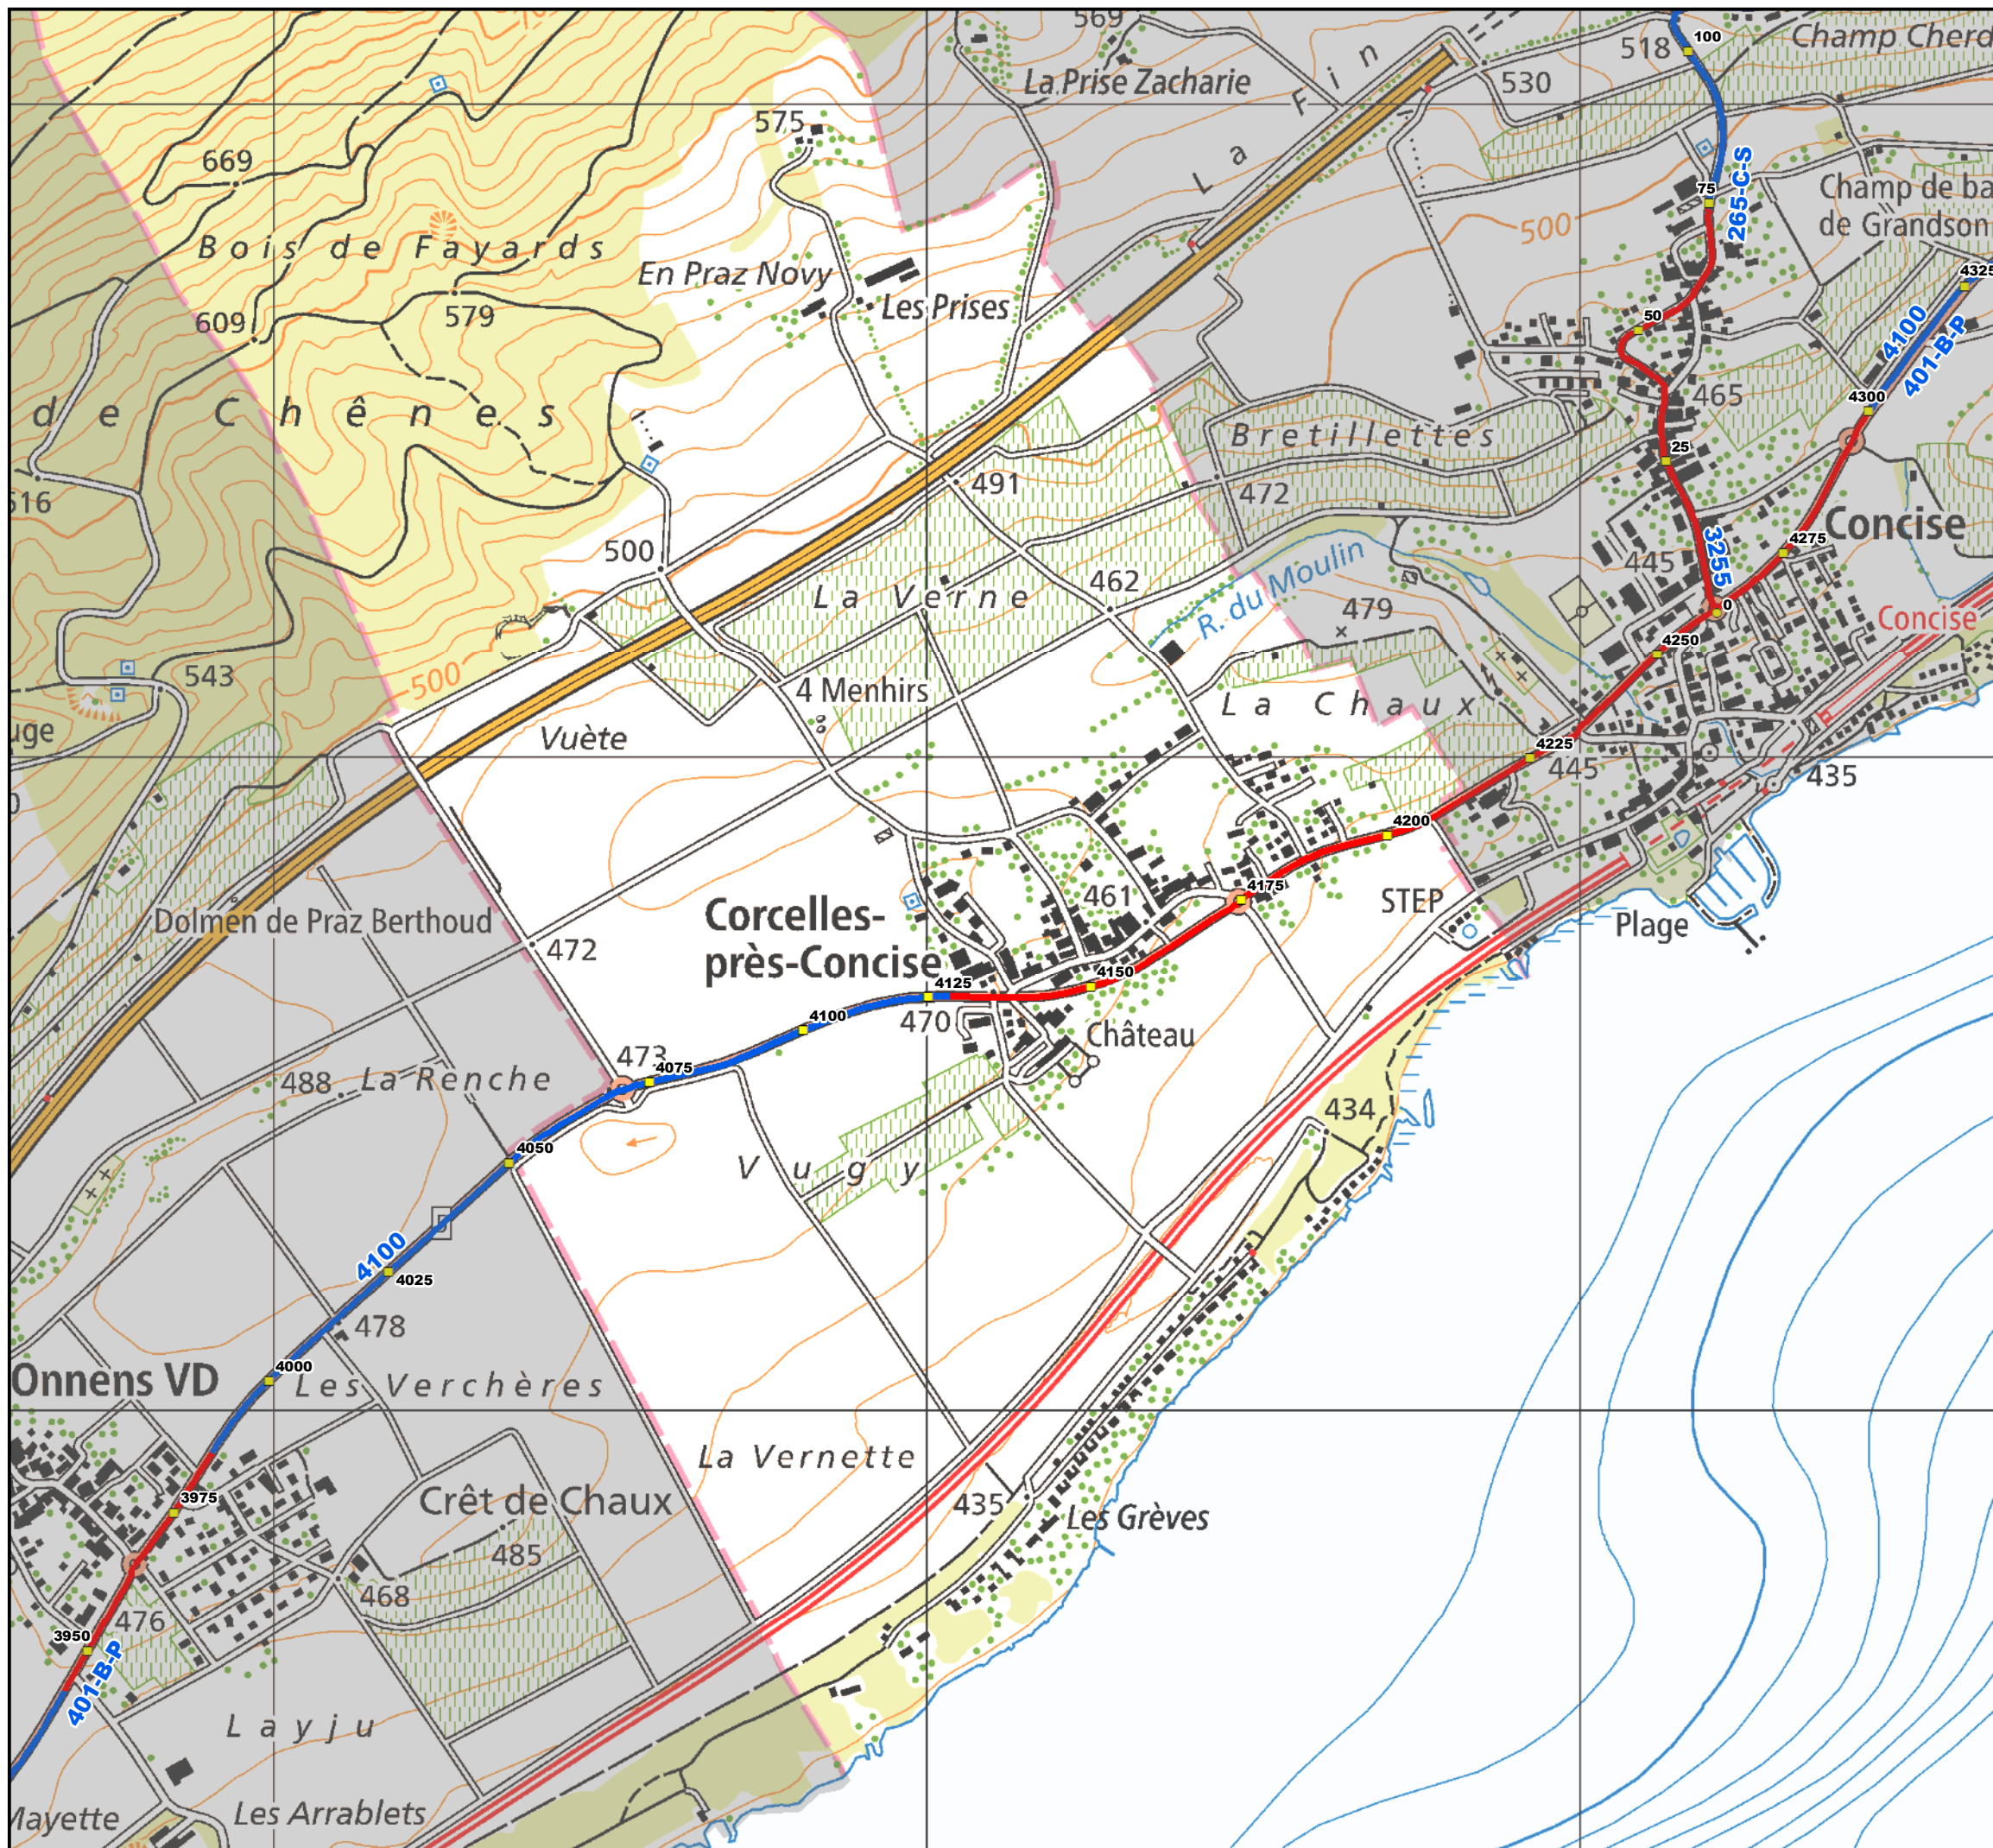 569
100
518
Champ Cherd
La Prise Zacharie
530
La Fin
575
669
75
265-C-S
Champ de ba
de Grandson
Bois de Fayards
500
En Praz Novy
579
Les Prises
609
50
4325
4100
401-B-P
465
4300
de Chênes
Bretillettes
25
491
472
516
Concise
4275
500
3255
445
462
La Verne
R. du Moulin
479
0
Concise
4250
543
500
4 Menhirs
La Chaux
uge
Vuète
4225
445
435
4200
4175
461
STEP
Corcelles-
près-Concise
Dolmen de Praz Berthoud
Plage
472
4150
4125
4100
470
Château
473
4075
488
La Renche
434
4050
Vugy
4100
4025
478
4000
Onnens VD
Les Verchères
La Vernette
3975
Crêt de Chaux
435
Les Grèves
485
468
476
3950
401-B-P
Layju
Mayette
Les Arrablets